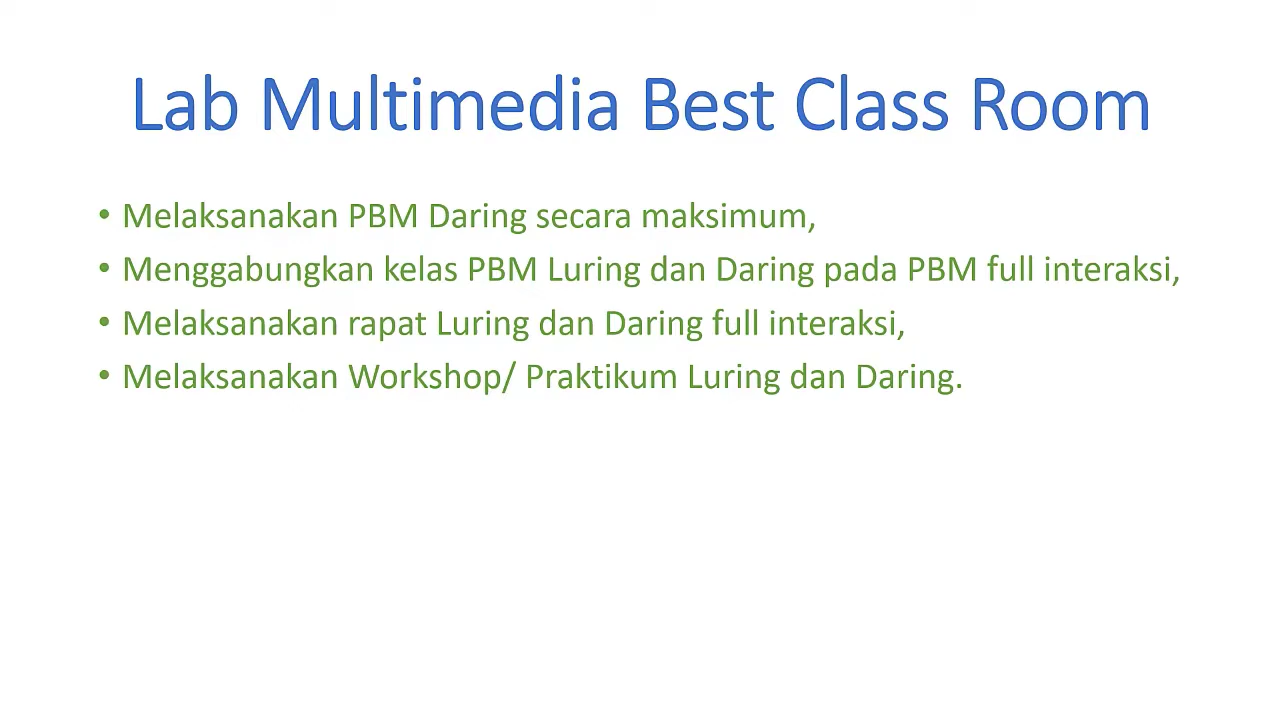 Lab Multimedia Best Class Room
• Melaksanakan PBM Daring secara maksimum,
• Menggabungkan kelas PBM Luring dan Daring pada PBM full interaksi,
• Melaksanakan rapat Luring dan Daring full interaksi,
• Melaksanakan Workshop/ Praktikum Luring dan Daring.